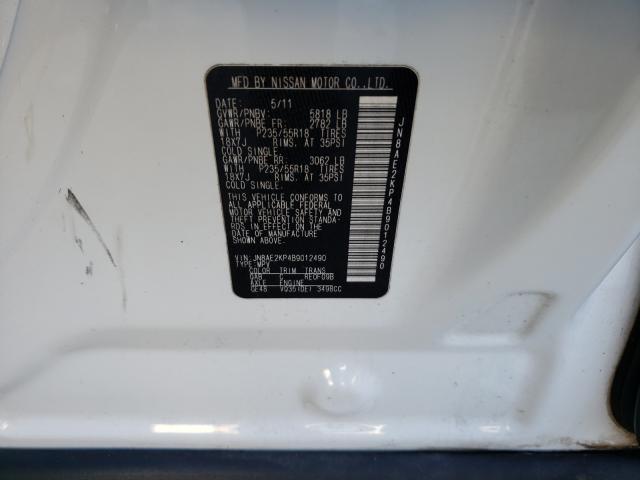 MFD BY NISSAN MOTOR CO.,LTD.
DATE: 5/11
GVWR/PNBV: 5818 LB
GAWR/PNBE FR: 2782 LB
WITH P235/55R18 TIRES
18X7J RIMS, AT 35PSI
COLD SINGLE.
GAWR/PNBE RR: 3062 LB
WITH P235/55R18 TIRES
18X7J RIMS, AT 35PSI
COLD SINGLE.
THIS VEHICLE CONFORMS TO
ALL APPLICABLE FEDERAL
MOTOR VEHICLE SAFETY AND
THEFT PREVENTION STANDA-
RDS IN EFFECT ON THE
DATE OF MANUFACTURE
SHOWN ABOVE.
VIN: JN8AE2KP4B9012490
TYPE: MPV
COLOR TRIM TRANS
QAB C RE0F09B
AXLE ENGINE
GE48 VQ35(DE) 3498CC
JN8AE2KP4B9012490